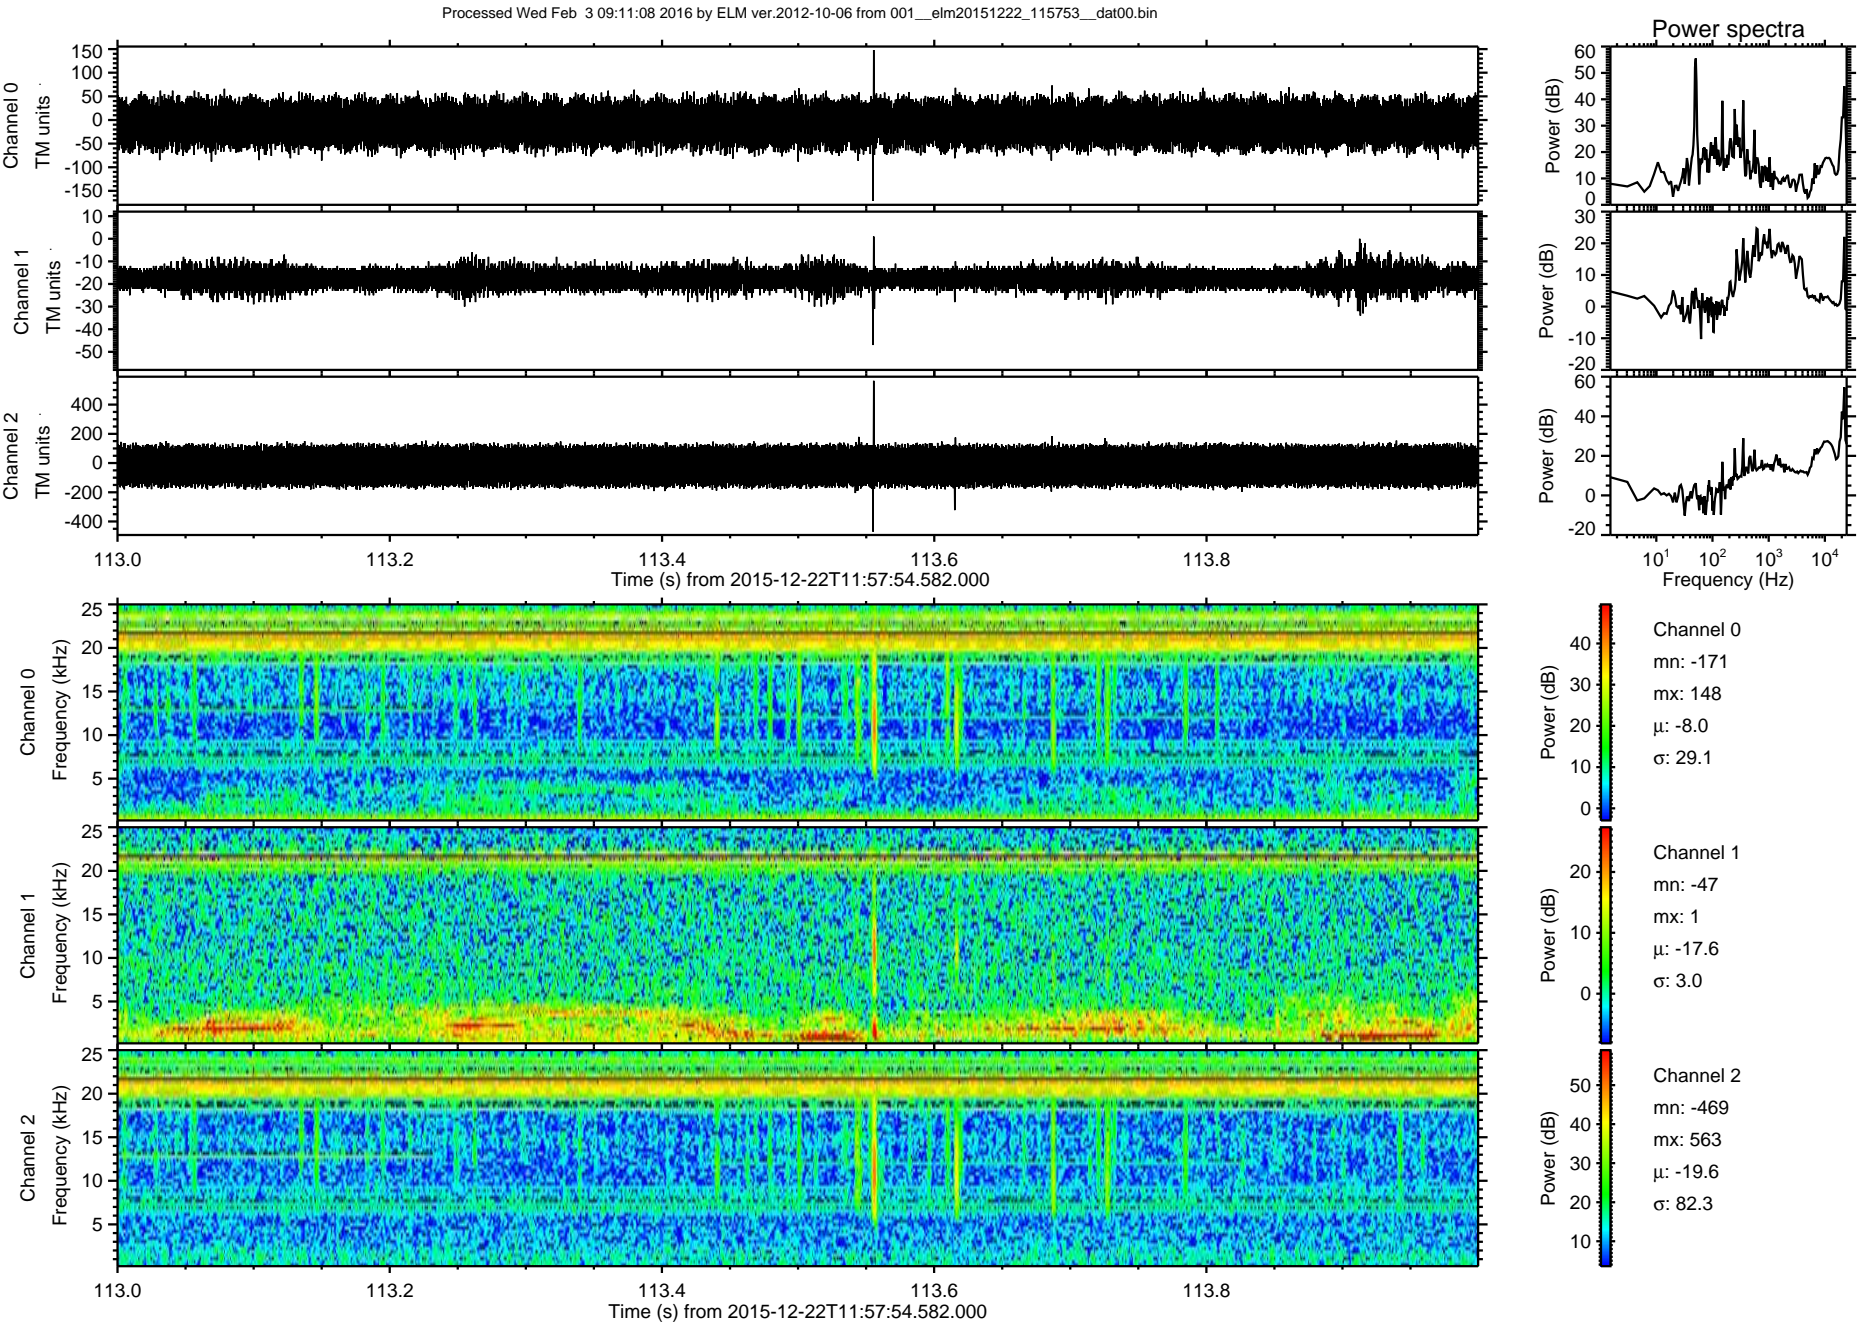 Processed Wed Feb  3 09:11:08 2016 by ELM ver.2012-10-06 from 001__elm20151222_115753__dat00.bin
Power spectra
Channel 0
TM units
150
100
50
0
-50
-100
-150
Power (dB)
60
50
40
30
20
10
0
Channel 1
TM units
10
0
-10
-20
-30
-40
-50
Power (dB)
30
20
10
0
-10
-20
Channel 2
TM units
400
200
0
-200
-400
Power (dB)
60
40
20
0
-20
113.0 113.2 113.4 113.6 113.8
Time (s) from 2015-12-22T11:57:54.582.000
10¹ 10² 10³ 10⁴
Frequency (Hz)
Channel 0
Frequency (kHz)
25
20
15
10
5
Power (dB)
40
30
20
10
0
Channel 0
mn: -171
mx: 148
μ: -8.0
σ: 29.1
Channel 1
Frequency (kHz)
25
20
15
10
5
Power (dB)
20
10
0
Channel 1
mn: -47
mx: 1
μ: -17.6
σ: 3.0
Channel 2
Frequency (kHz)
25
20
15
10
5
Power (dB)
50
40
30
20
10
Channel 2
mn: -469
mx: 563
μ: -19.6
σ: 82.3
113.0 113.2 113.4 113.6 113.8
Time (s) from 2015-12-22T11:57:54.582.000